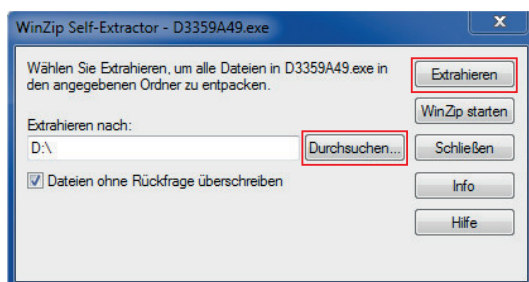 WinZip Self-Extractor - D3359A49.exe
x
Wählen Sie Extrahieren, um alle Dateien in D3359A49.exe in
den angegebenen Ordner zu entpacken.
Extrahieren
WinZip starten
Extrahieren nach:
D:\
Durchsuchen...
Schließen
Dateien ohne Rückfrage überschreiben
Info
Hilfe